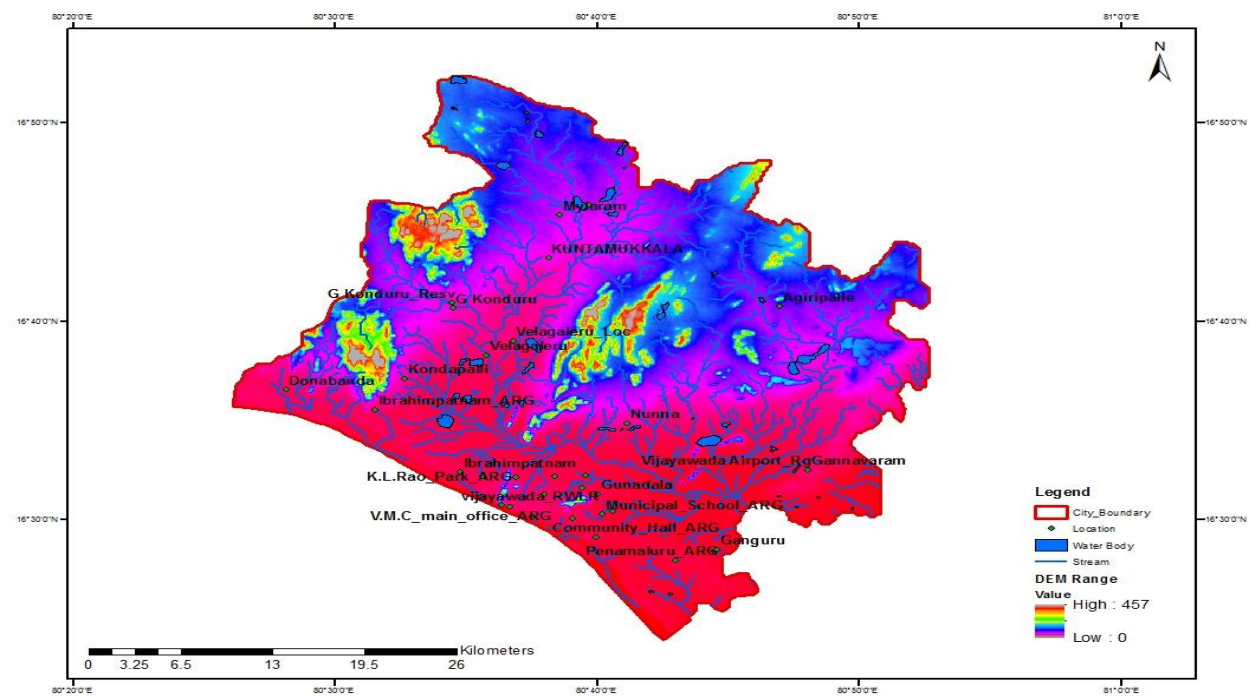 80°20'0"E 80°30'0"E 80°40'0"E 80°50'0"E 81°0'0"E
N
16°50'0"N 16°50'0"N
Mylaram
KUNTAMUKKALA
G Konduru_Resv G Konduru
Agiripalle
16°40'0"N 16°40'0"N
Velagaleru_Loc
Velagaleru
Kondapalli
Donabanda
Ibrahimpatnam_ARG
Nunna
Ibrahimpatnam
Vijayawada Airport_Rg Gannavaram
K.L.Rao_Park_ARG
Gunadala
Vijayawada_RWLR
Municipal_School_ARG
V.M.C_main_office_ARG
16°30'0"N 16°30'0"N
Community_Hall_ARG
Ganguru
Penamaluru_ARG
Legend
City_Boundary
Location
Water Body
Stream
DEM Range
Value
High : 457
Low : 0
Kilometers
0 3.25 6.5 13 19.5 26
80°20'0"E 80°30'0"E 80°40'0"E 80°50'0"E 81°0'0"E